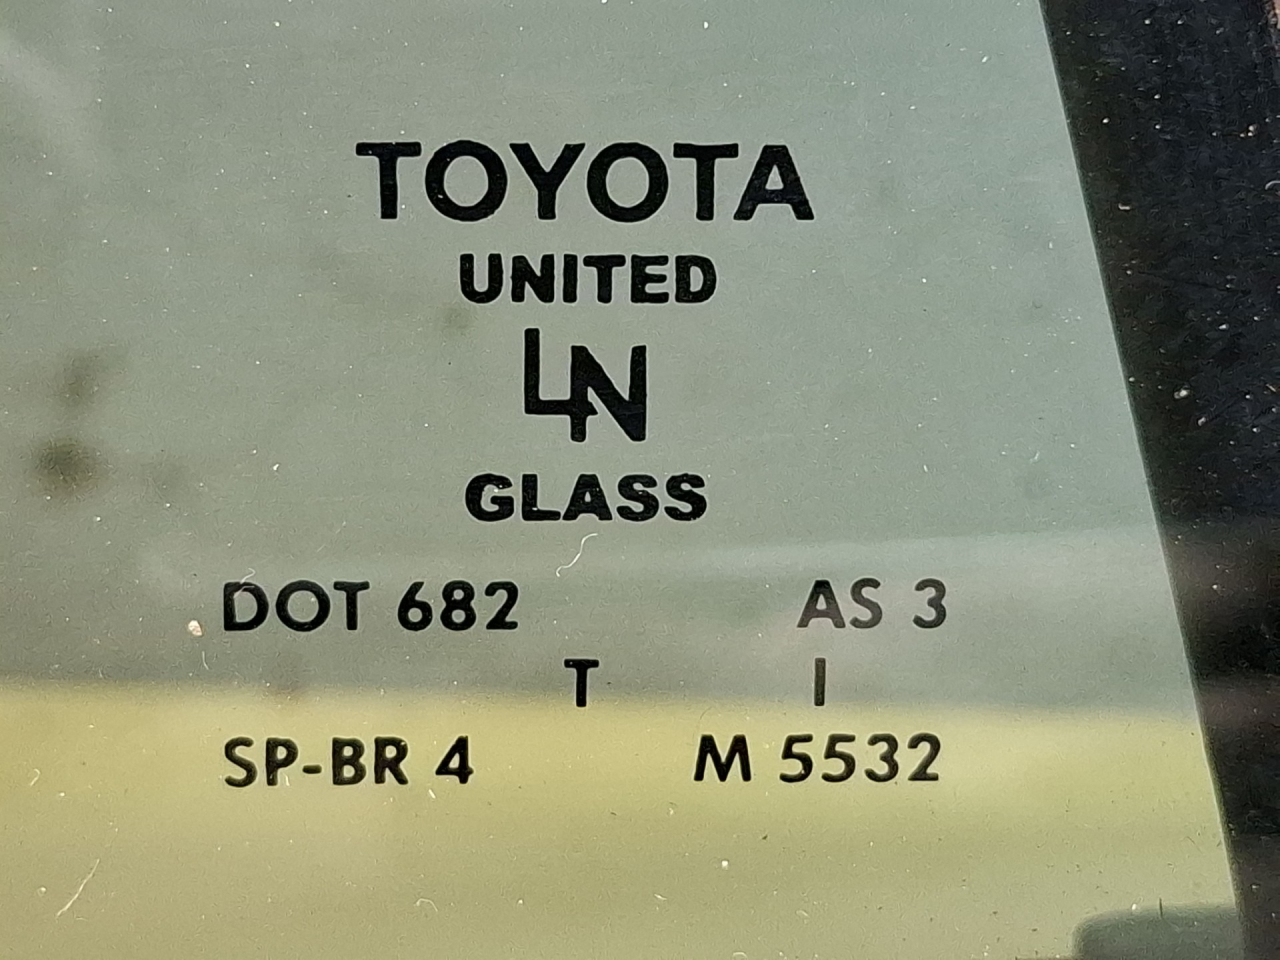 TOYOTA
UNITED
LN
GLASS
DOT 682 AS 3
T I
SP-BR 4 M 5532